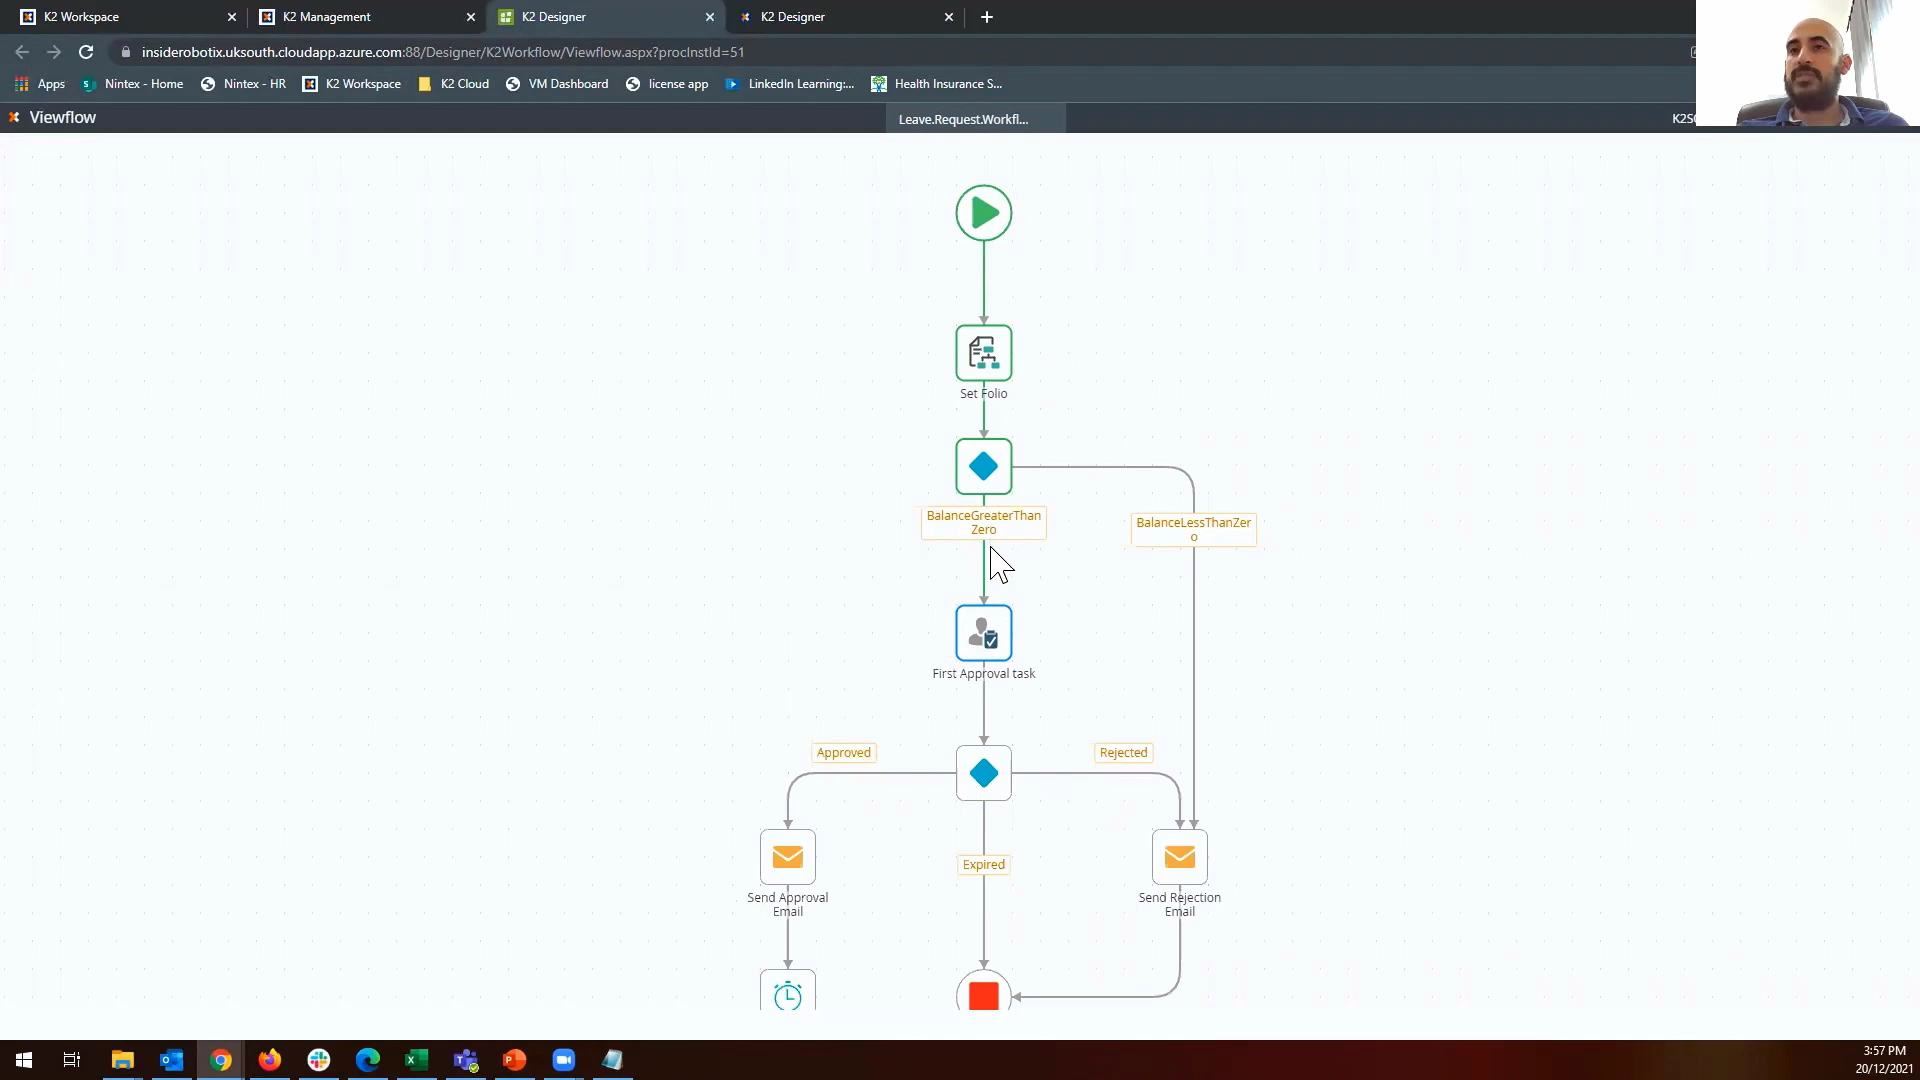 K2 Workspace
K2 Management
K2 Designer
K2 Designer
insiderobotix.uksouth.cloudapp.azure.com:88/Designer/K2Workflow/Viewflow.aspx?procInstId=51
Apps
Nintex - Home
Nintex - HR
K2 Workspace
K2 Cloud
VM Dashboard
license app
LinkedIn Learning:...
Health Insurance S...
Viewflow
Leave.Request.Workfl...
Set Folio
BalanceGreaterThan
Zero
BalanceLessThanZer
o
First Approval task
Approved
Rejected
Expired
Send Approval
Email
Send Rejection
Email
3:57 PM
20/12/2021